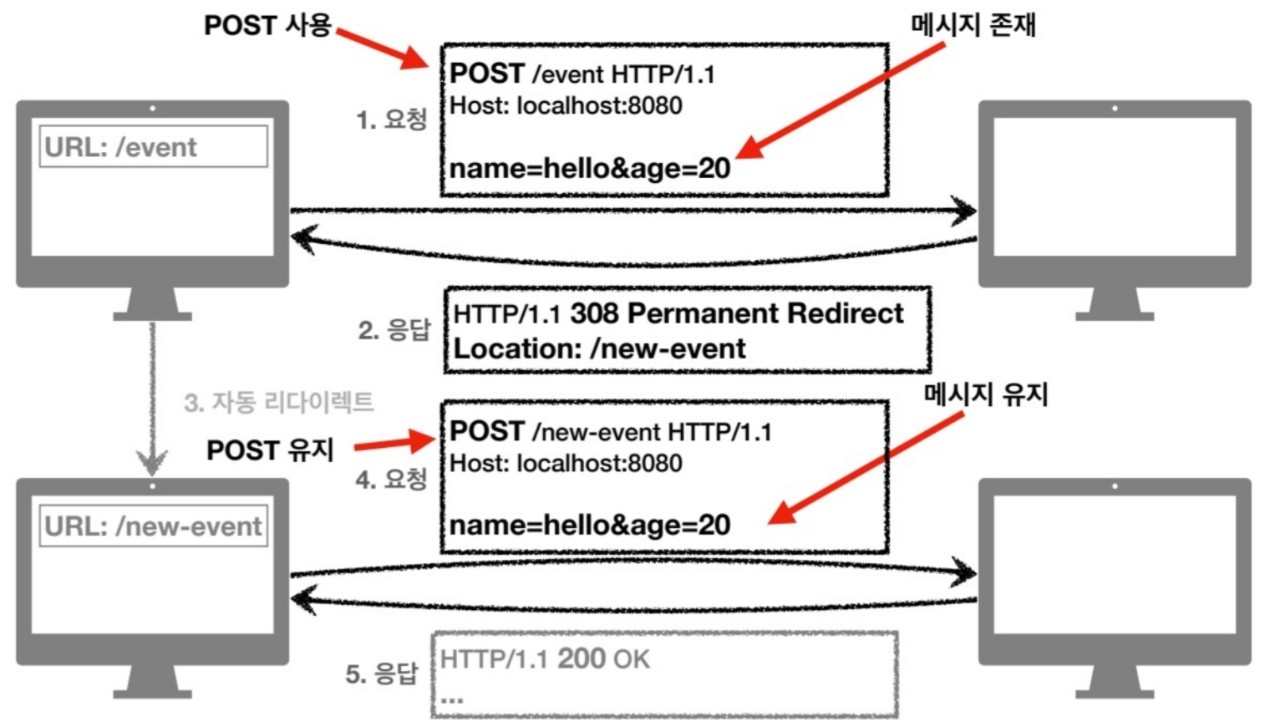 POST 사용
메시지 존재
POST /event HTTP/1.1
Host: localhost:8080
name=hello&age=20
1. 요청
URL: /event
2. 응답
HTTP/1.1 308 Permanent Redirect
Location: /new-event
3. 자동 리다이렉트
메시지 유지
POST 유지
POST /new-event HTTP/1.1
Host: localhost:8080
name=hello&age=20
4. 요청
URL: /new-event
5. 응답
HTTP/1.1 200 OK
...